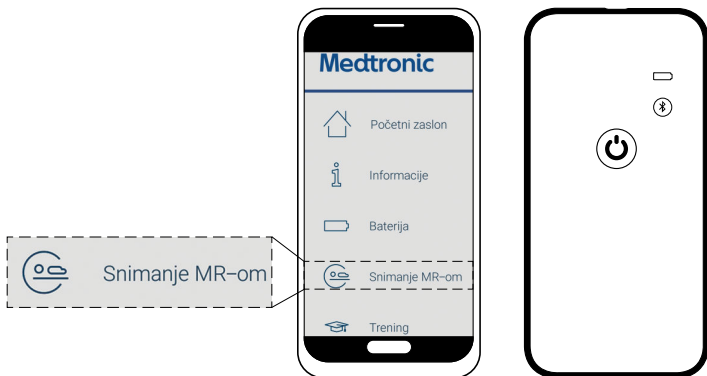 Medtronic
Početni zaslon
Informacije
Baterija
Snimanje MR–om
Snimanje MR–om
Trening